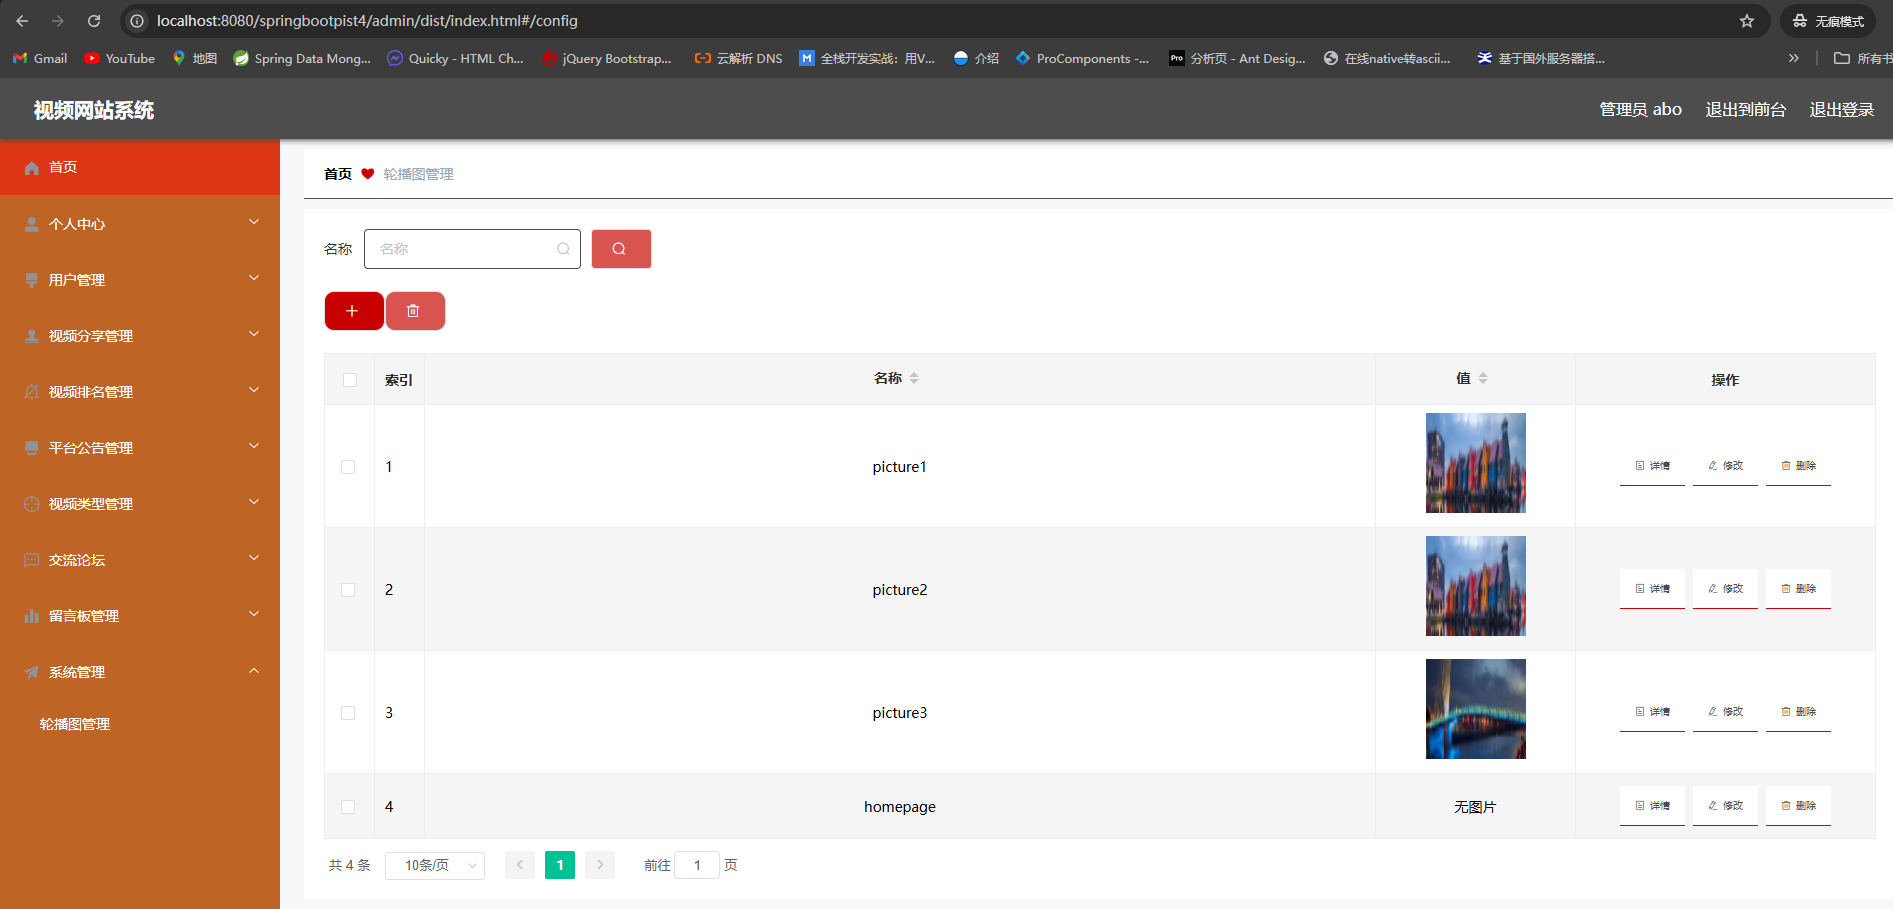 localhost:8080/springbootpist4/admin/dist/index.html#/config
无痕模式
Gmail YouTube 地图 Spring Data Mong... Quicky - HTML Ch... jQuery Bootstrap... 云解析 DNS M 全栈开发实战：用V... 介绍 ProComponents -... Pro 分析页 - Ant Desig... 在线native转ascii... 基于国外服务器搭... » 所有书
视频网站系统
管理员 abo 退出到前台 退出登录
首页
个人中心
用户管理
视频分享管理
视频排名管理
平台公告管理
视频类型管理
交流论坛
留言板管理
系统管理
轮播图管理
首页 轮播图管理
名称 名称
索引 名称 值 操作
1 picture1 详情 修改 删除
2 picture2 详情 修改 删除
3 picture3 详情 修改 删除
4 homepage 无图片 详情 修改 删除
共 4 条 10条/页 1 前往 1 页